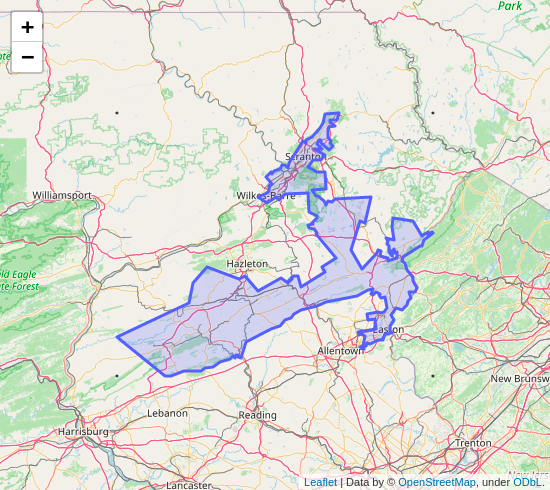 Park
+
−
Scranto
Williamsport
Wilkes-Barre
Hazleton
ld Eagle
te Forest
Easton
Allentown
New Brunsw
Lebanon
Reading
Harrisburg
Trenton
Lancaster
Leaflet | Data by © OpenStreetMap, under ODbL.